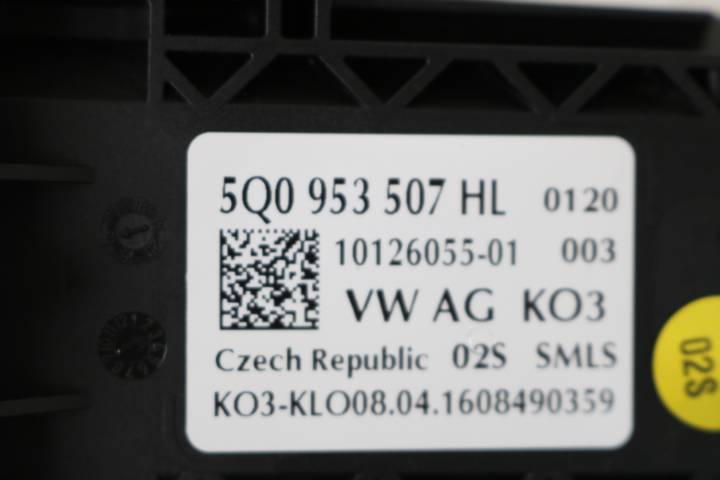 5Q0 953 507 HL 0120
10126055-01 003
VW AG KO3
Czech Republic 02S SMLS
KO3-KLO08.04.1608490359
02S